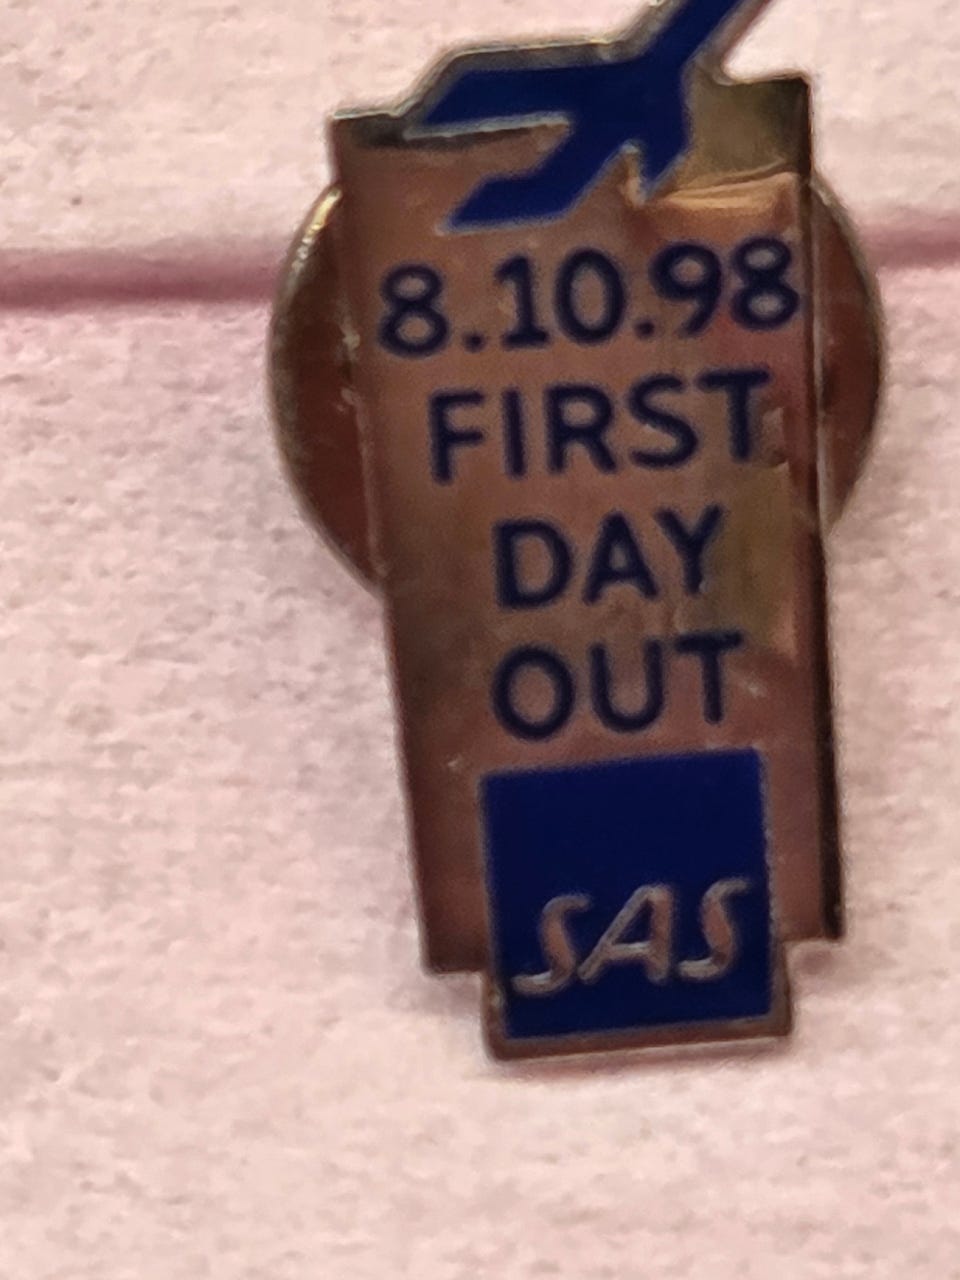 8.10.98
FIRST
DAY
OUT
SAS